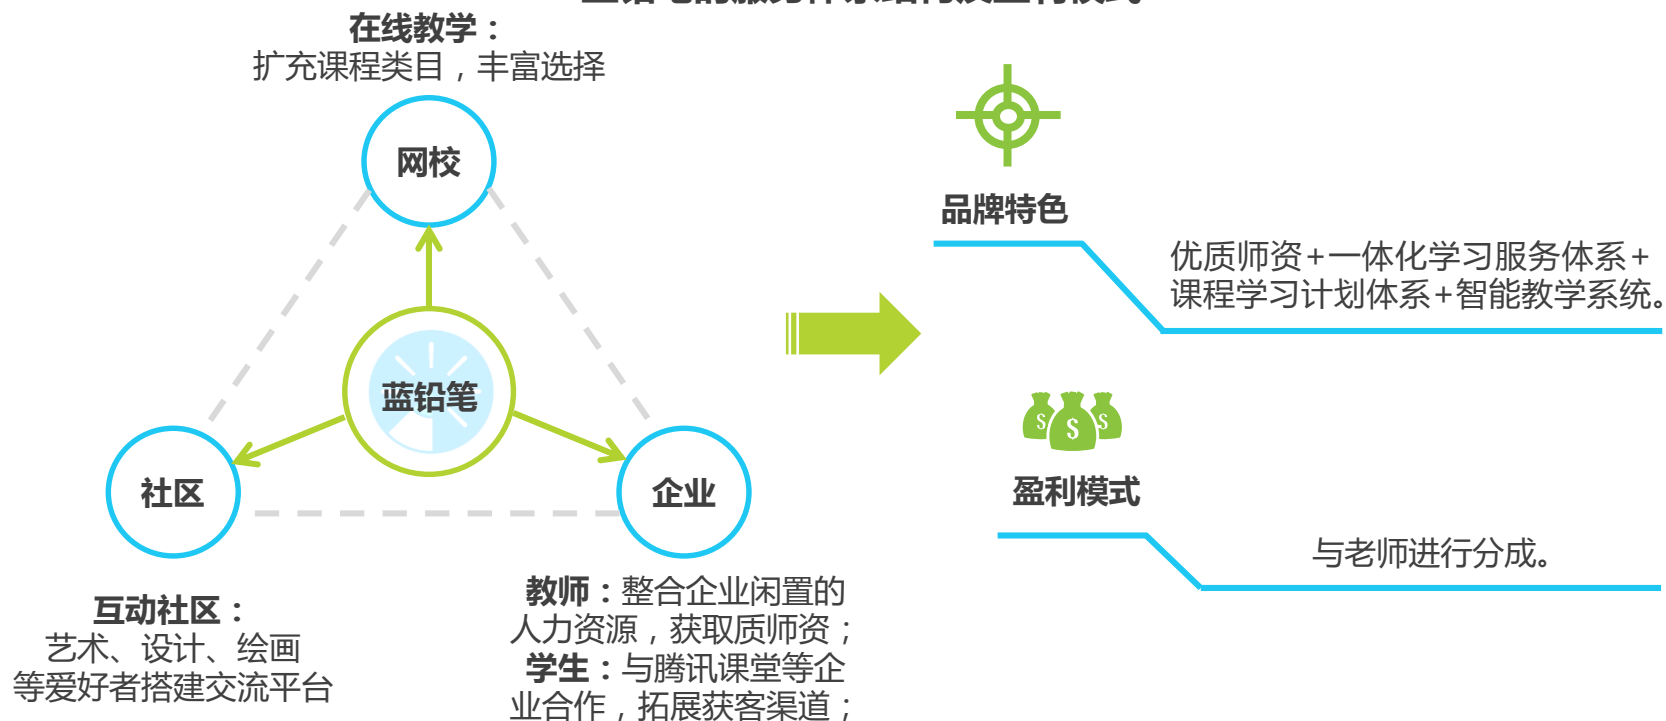 在线教学：
扩充课程类目，丰富选择
网校
蓝铅笔
社区
企业
互动社区：
艺术、设计、绘画
等爱好者搭建交流平台
教师：整合企业闲置的
人力资源，获取质师资；
学生：与腾讯课堂等企
业合作，拓展获客渠道；
品牌特色
优质师资+一体化学习服务体系+
课程学习计划体系+智能教学系统。
盈利模式
与老师进行分成。